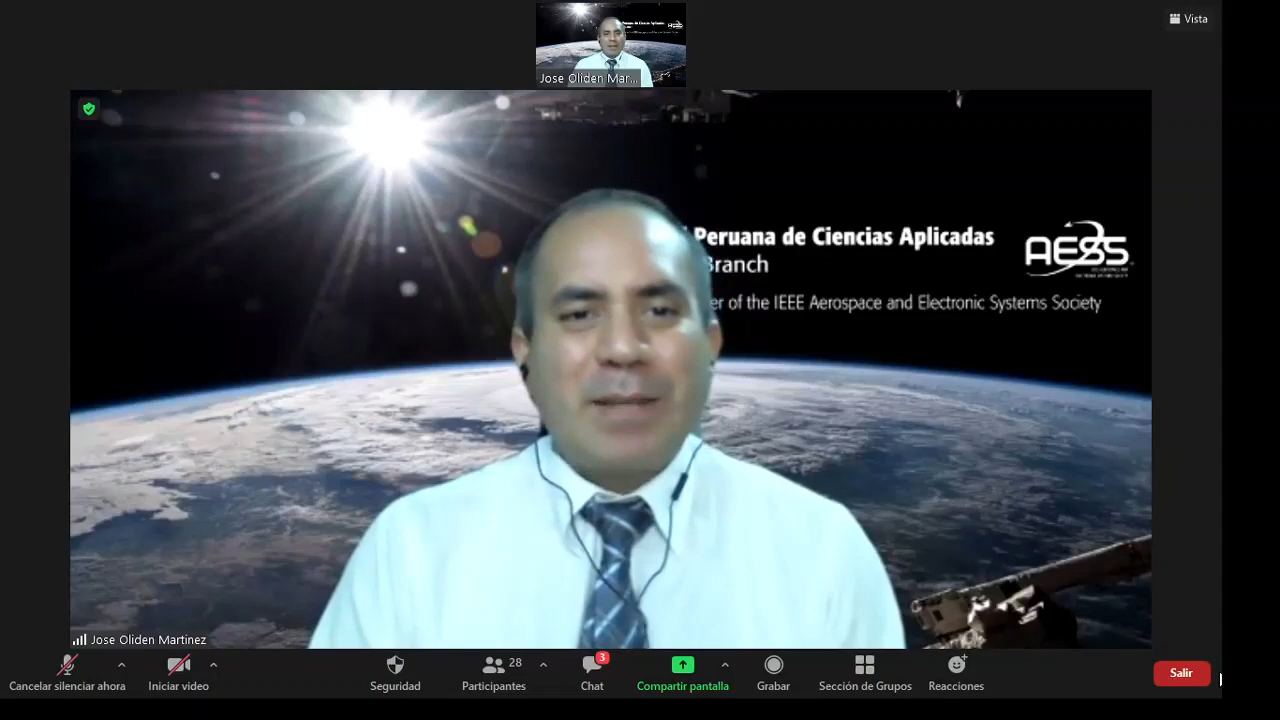 Vista
Jose Oliden Mar...
Peruana de Ciencias Aplicadas
Branch
er of the IEEE Aerospace and Electronic Systems Society
AESS
Jose Oliden Martinez
Cancelar silenciar ahora
Iniciar video
Seguridad
28
Participantes
3
Chat
Compartir pantalla
Grabar
Sección de Grupos
Reacciones
Salir